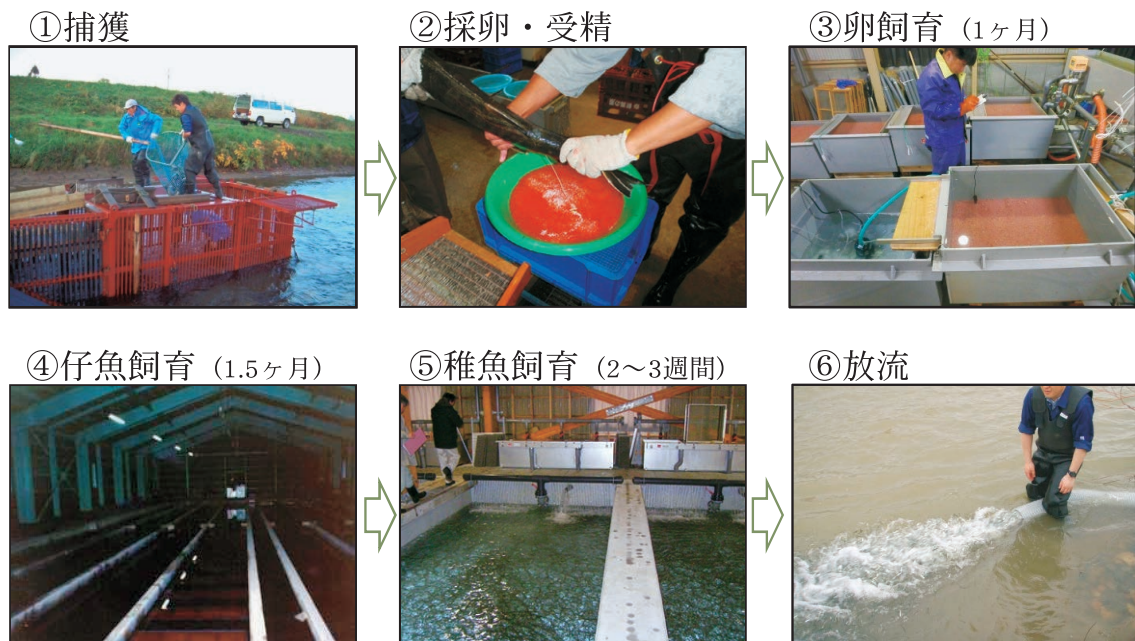 ①捕獲
②採卵・受精
③卵飼育（1ヶ月）
④仔魚飼育（1.5ヶ月）
⑤稚魚飼育（2～3週間）
⑥放流